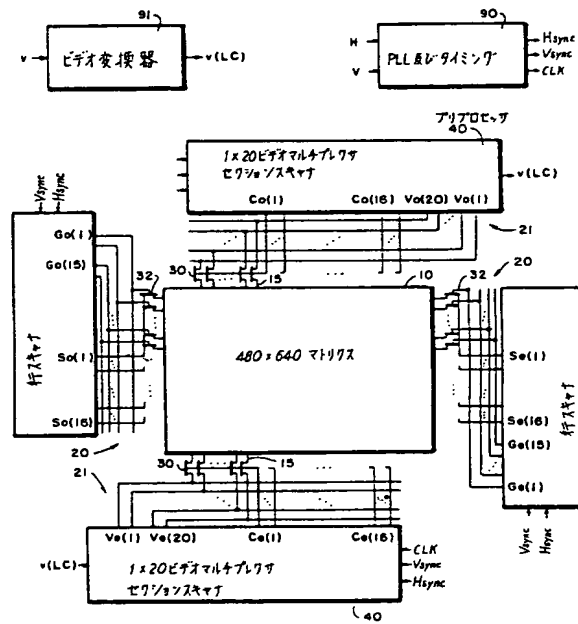 91
90
v
ビデオ変換器
v(LC)
H
V
PLL及びタイミング
Hsync
Vsync
CLK
プリプロセッサ
40
1×20ビデオマルチプレクサ
セクションスキャナ
v(LC)
Co(1)
Co(16)
Vo(20)
Vo(1)
21
Vsync
Hsync
Go(1)
Go(15)
So(1)
So(16)
行スキャナ
32
30
15
10
32
20
480×640 マトリクス
Se(1)
Se(16)
Ge(15)
Ge(1)
行スキャナ
20
21
30
15
Vsync
Hsync
Ve(1)
Ve(20)
Ce(1)
Ce(16)
v(LC)
1×20ビデオマルチプレクサ
セクションスキャナ
CLK
Vsync
Hsync
40